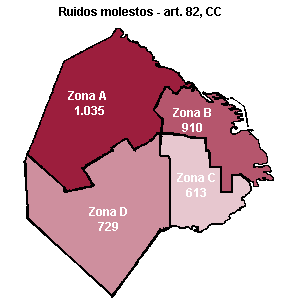 Ruidos molestos - art. 82, CC
Zona A
1.035
Zona B
910
Zona C
613
Zona D
729